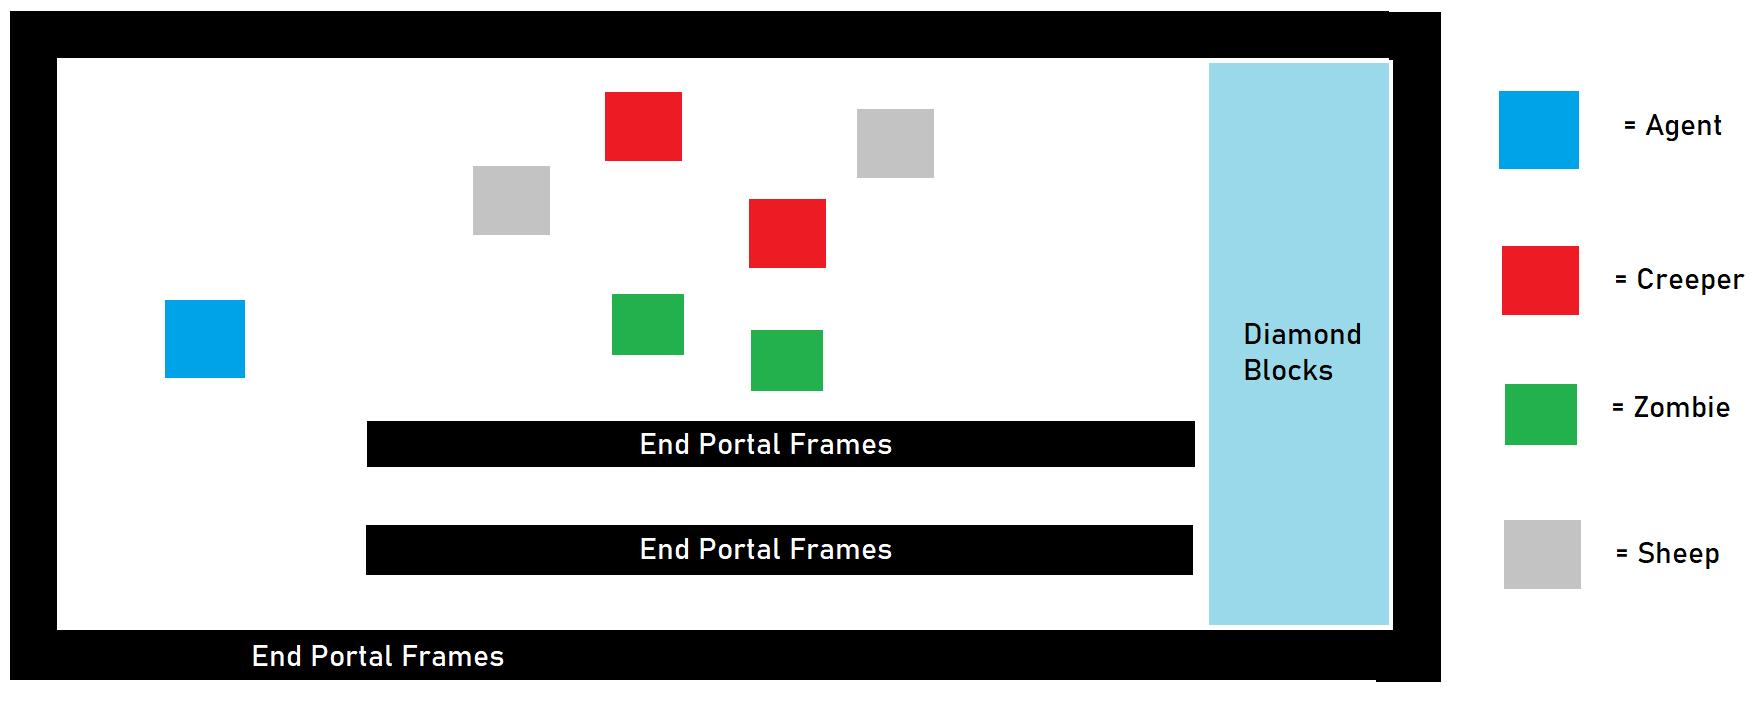 = Agent
= Creeper
Diamond
Blocks
= Zombie
End Portal Frames
End Portal Frames
= Sheep
End Portal Frames